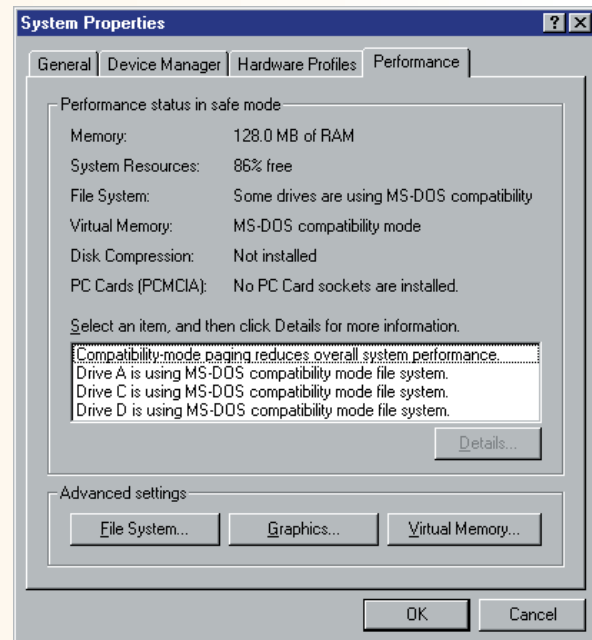 System Properties
General Device Manager Hardware Profiles Performance
Performance status in safe mode
Memory: 128.0 MB of RAM
System Resources: 86% free
File System: Some drives are using MS-DOS compatibility
Virtual Memory: MS-DOS compatibility mode
Disk Compression: Not installed
PC Cards (PCMCIA): No PC Card sockets are installed.
Select an item, and then click Details for more information.
Compatibility-mode paging reduces overall system performance.
Drive A is using MS-DOS compatibility mode file system.
Drive C is using MS-DOS compatibility mode file system.
Drive D is using MS-DOS compatibility mode file system.
Details...
Advanced settings
File System... Graphics... Virtual Memory...
OK Cancel